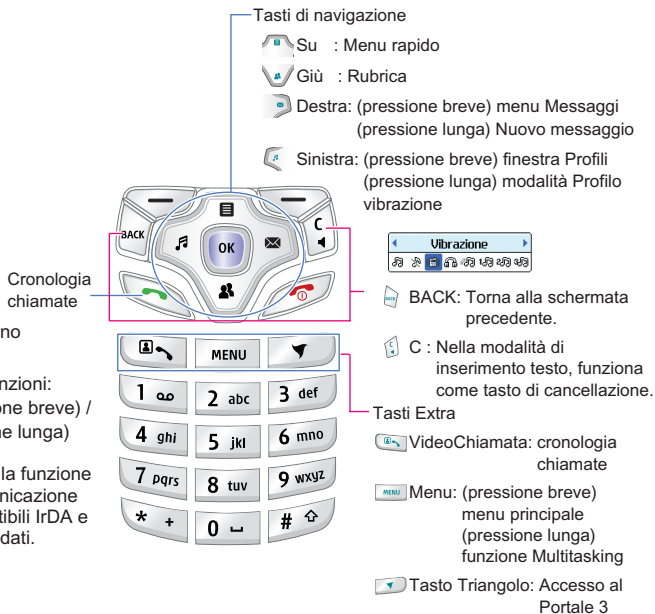 Tasti di navigazione
Su : Menu rapido
Giù : Rubrica
Destra: (pressione breve) menu Messaggi
(pressione lunga) Nuovo messaggio
Sinistra: (pressione breve) finestra Profili
(pressione lunga) modalità Profilo
vibrazione
BACK
OK
C
Vibrazione
Cronologia
chiamate
BACK BACK: Torna alla schermata
precedente.
C C : Nella modalità di
inserimento testo, funziona
come tasto di cancellazione.
no
nzioni:
one breve) /
ne lunga)
la funzione
nicazione
tibili IrDA e
dati.
MENU
1
2 abc
3 def
4 ghi
5 jkl
6 mno
7 pqrs
8 tuv
9 wxyz
* +
0
#
Tasti Extra
VideoChiamata: cronologia
chiamate
MENU Menu: (pressione breve)
menu principale
(pressione lunga)
funzione Multitasking
Tasto Triangolo: Accesso al
Portale 3